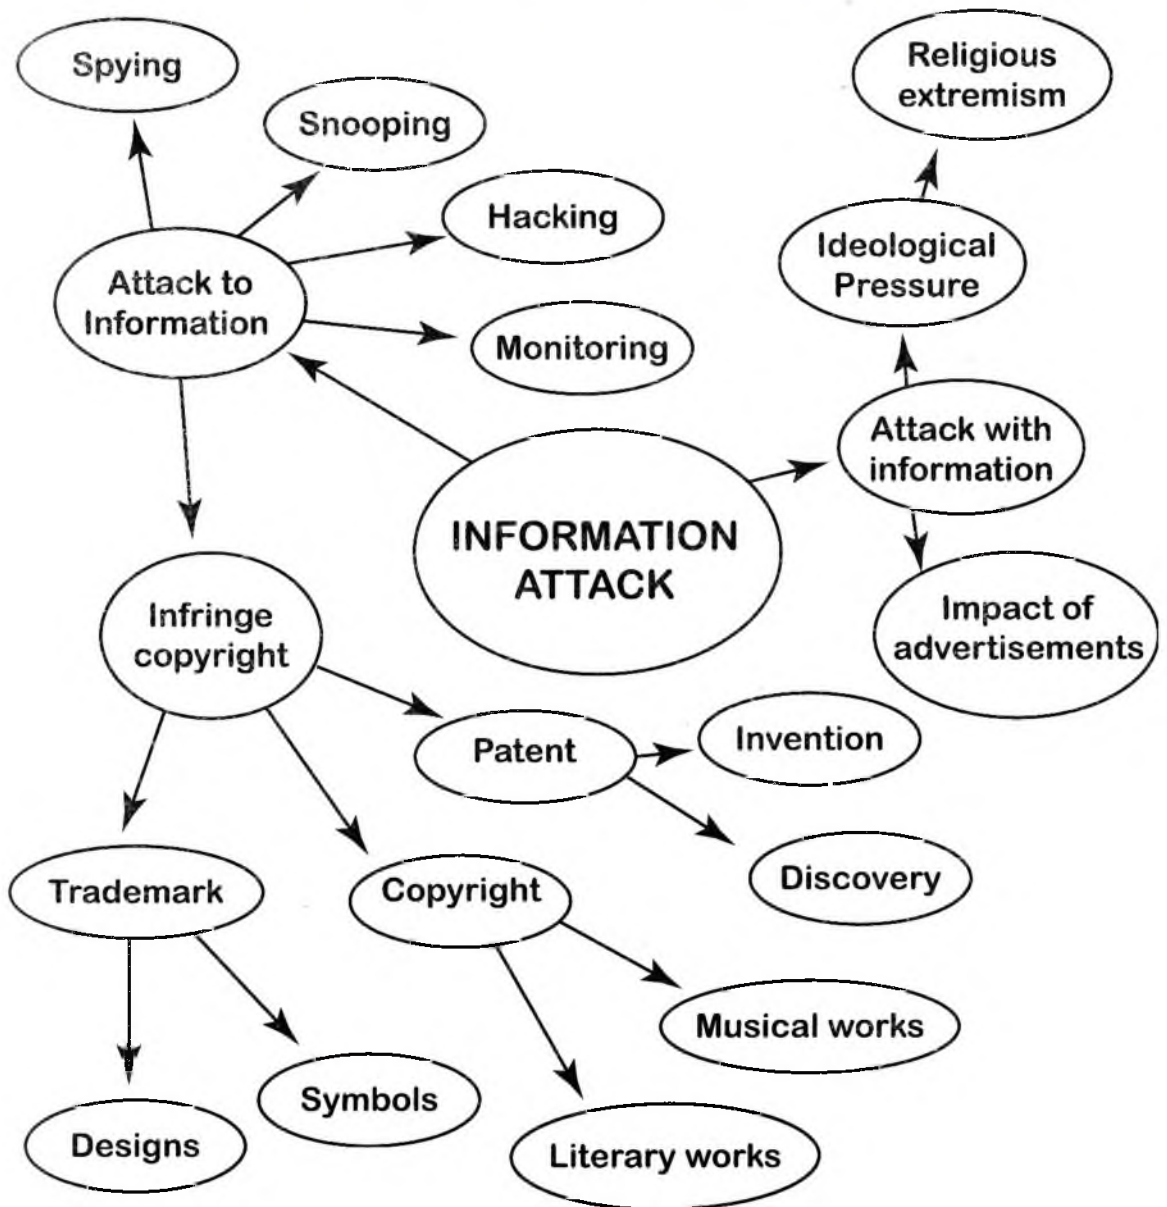 Spying
Snooping
Hacking
Monitoring
Attack to
Information
Religious
extremism
Ideological
Pressure
Attack with
information
Impact of
advertisements
INFORMATION
ATTACK
Infringe
copyright
Patent
Invention
Discovery
Trademark
Copyright
Musical works
Symbols
Designs
Literary works